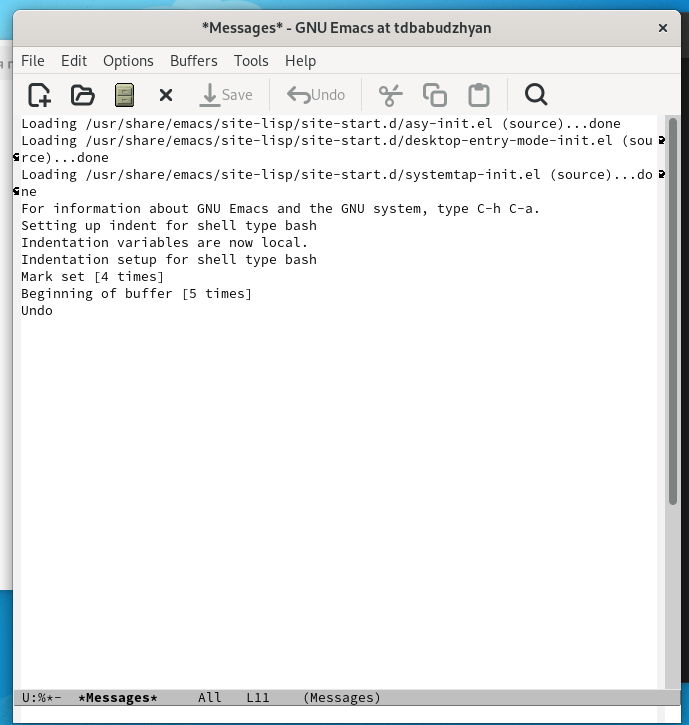 *Messages* - GNU Emacs at tdbabudzhyan
File Edit Options Buffers Tools Help
Save Undo
Loading /usr/share/emacs/site-lisp/site-start.d/asy-init.el (source)...done
Loading /usr/share/emacs/site-lisp/site-start.d/desktop-entry-mode-init.el (sou
rce)...done
Loading /usr/share/emacs/site-lisp/site-start.d/systemtap-init.el (source)...do
ne
For information about GNU Emacs and the GNU system, type C-h C-a.
Setting up indent for shell type bash
Indentation variables are now local.
Indentation setup for shell type bash
Mark set [4 times]
Beginning of buffer [5 times]
Undo
U:%*- *Messages* All L11 (Messages)